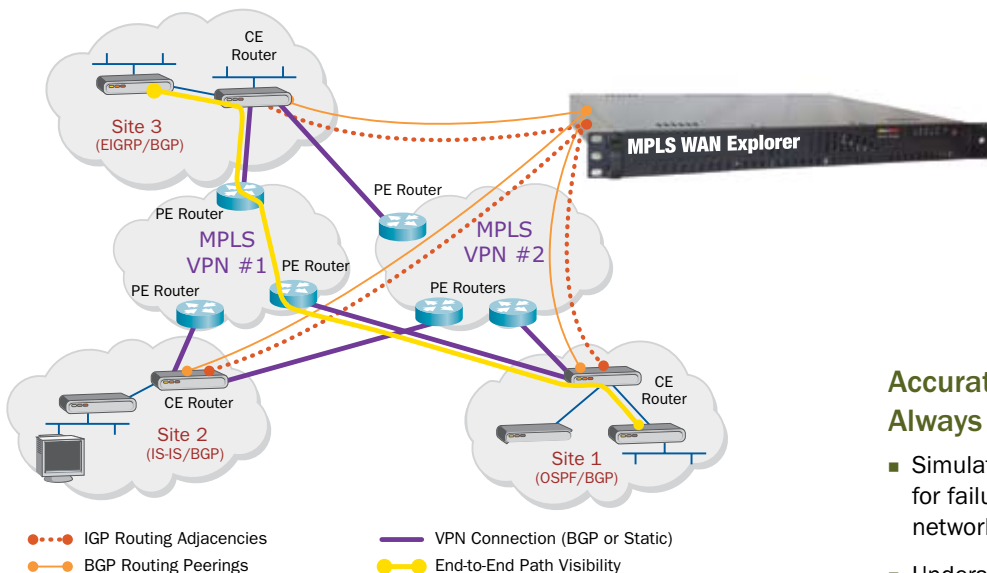 CE
Router
Site 3
(EIGRP/BGP)
MPLS WAN Explorer
PE Router
PE Router
MPLS
VPN #1
MPLS
VPN #2
PE Router
PE Router
PE Routers
CE Router
Site 2
(IS-IS/BGP)
CE
Router
Site 1
(OSPF/BGP)
IGP Routing Adjacencies
VPN Connection (BGP or Static)
BGP Routing Peerings
End-to-End Path Visibility
Accurat
Always
Simulat
for failu
network
Unders